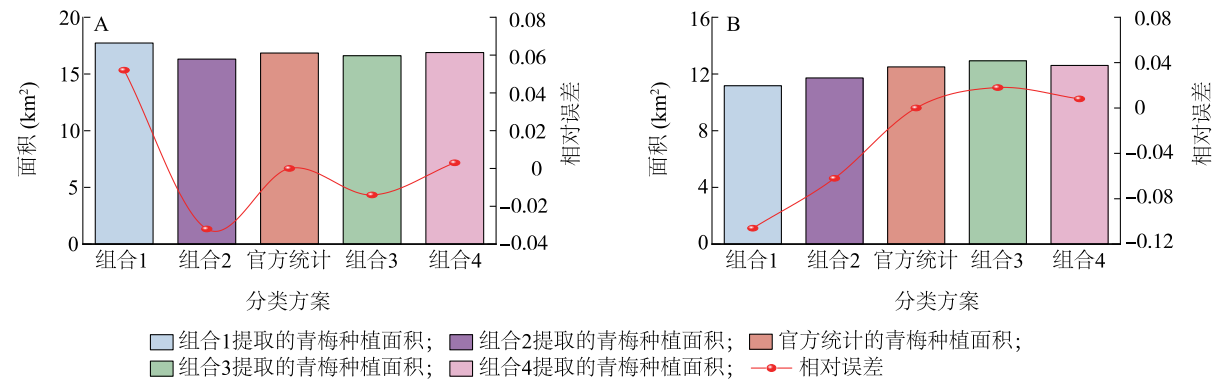 A
面积 (km²)
20
15
10
5
0
0.08
0.06
0.04
0.02
0
−0.02
−0.04
相对误差
组合1 组合2 官方统计 组合3 组合4
分类方案
B
面积 (km²)
16
12
8
4
0
0.08
0.04
0
−0.04
−0.08
−0.12
相对误差
组合1 组合2 官方统计 组合3 组合4
分类方案
组合1提取的青梅种植面积; 组合2提取的青梅种植面积; 官方统计的青梅种植面积;
组合3提取的青梅种植面积; 组合4提取的青梅种植面积; 相对误差